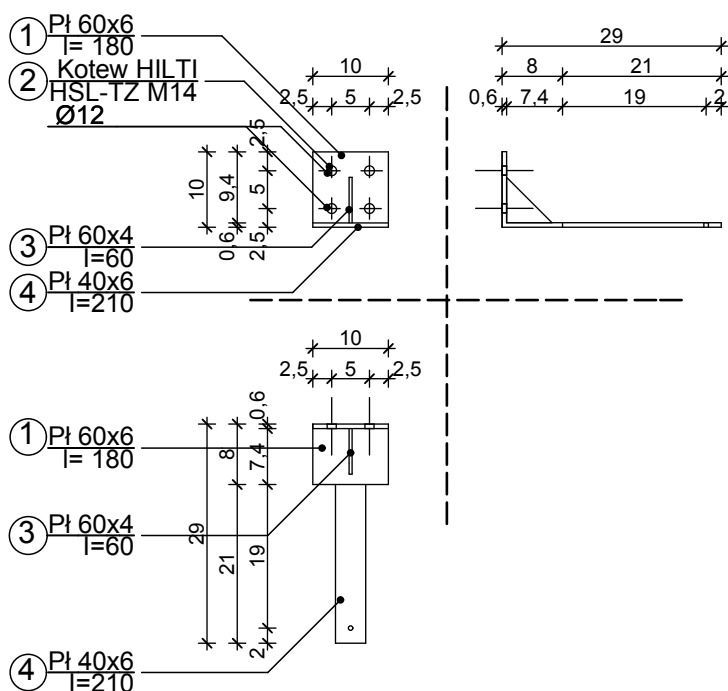 1 Pł 60x6
l= 180
2 Kotew HILTI
HSL-TZ M14
Ø12
10
2,5 5 2,5
2,5
10 9,4 5
0,6 2,5
3 Pł 60x4
l=60
4 Pł 40x6
l=210
29
8 21
0,6 7,4 19 2
10
2,5 5 2,5
0,6
1 Pł 60x6
l= 180
8 7,4
3 Pł 60x4
l=60
29
21 19
2
4 Pł 40x6
l=210